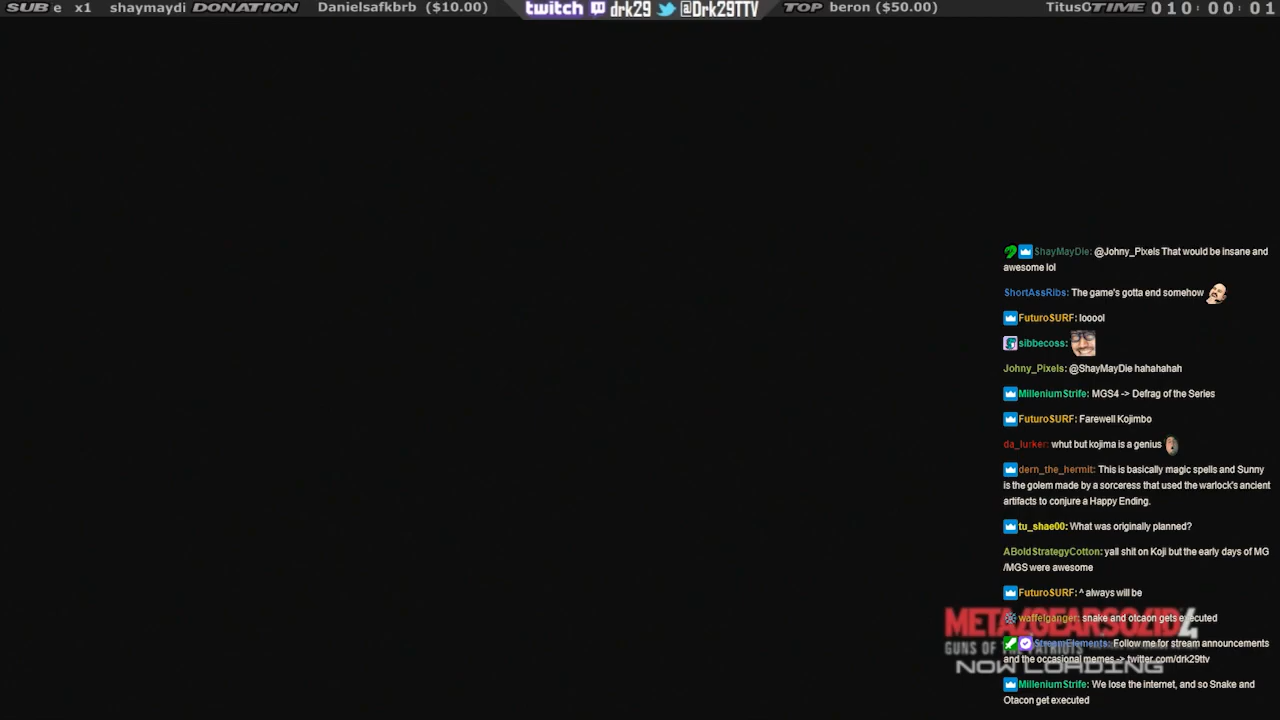 SUB e x1 shaymaydi DONATION Danielsafkbrb ($10.00) twitch drk29 @Drk29TTV TOP beron ($50.00) TitusO TIME 010:00:01
ShayMayDie: @Johny_Pixels That would be insane and
awesome lol
ShortAssRibs: The game's gotta end somehow
FuturoSURF: looool
sibbecoss:
Johny_Pixels: @ShayMayDie hahahahah
MilleniumStrife: MGS4 -> Defrag of the Series
FuturoSURF: Farewell Kojimbo
da_lurker: whut but kojima is a genius
dern_the_hermit: This is basically magic spells and Sunny
is the golem made by a sorceress that used the warlock's ancient
artifacts to conjure a Happy Ending.
tu_shae00: What was originally planned?
ABoldStrategyCotton: yall shit on Koji but the early days of MG
/MGS were awesome
FuturoSURF: ^ always will be
waffelganger: snake and otcaon gets executed
METAL GEAR SOLID 4
StreamElements: Follow me for stream announcements
GUNS OF THE PATRIOTS
and the occasional memes -> twitter.com/drk29ttv
NOW LOADING
MilleniumStrife: We lose the internet, and so Snake and
Otacon get executed